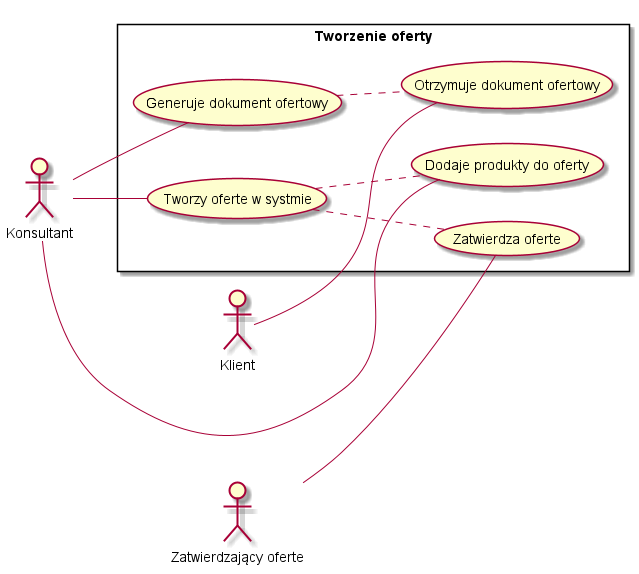 Tworzenie oferty
Otrzymuje dokument ofertowy
Generuje dokument ofertowy
Dodaje produkty do oferty
Tworzy oferte w systmie
Konsultant
Zatwierdza oferte
Klient
Zatwierdzający oferte